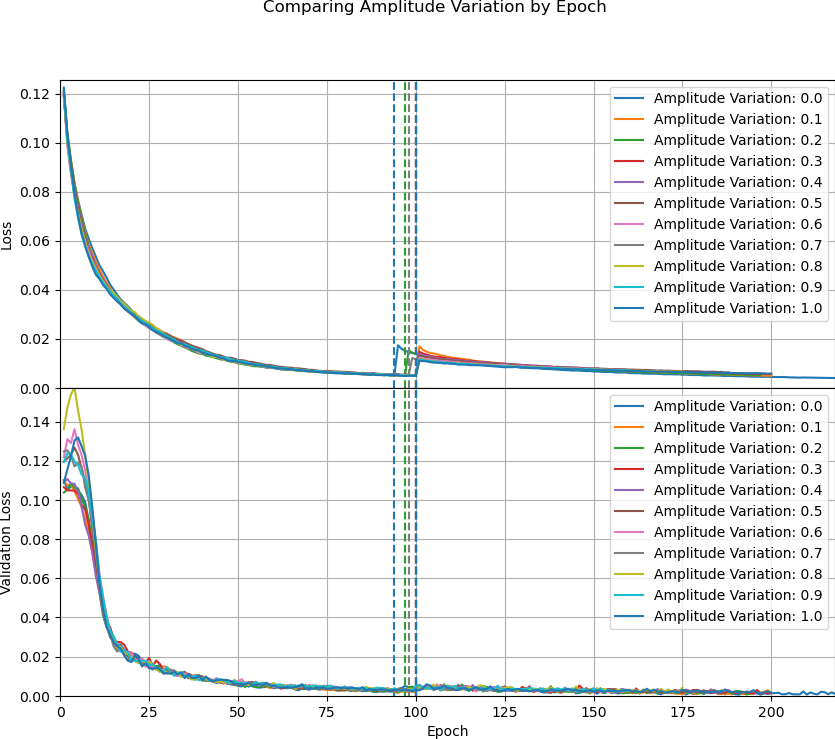 Comparing Amplitude Variation by Epoch
0.12
0.10
0.08
0.06
0.04
0.02
0.00
Loss
Amplitude Variation: 0.0
Amplitude Variation: 0.1
Amplitude Variation: 0.2
Amplitude Variation: 0.3
Amplitude Variation: 0.4
Amplitude Variation: 0.5
Amplitude Variation: 0.6
Amplitude Variation: 0.7
Amplitude Variation: 0.8
Amplitude Variation: 0.9
Amplitude Variation: 1.0
0.14
0.12
0.10
0.08
0.06
0.04
0.02
0.00
Validation Loss
Amplitude Variation: 0.0
Amplitude Variation: 0.1
Amplitude Variation: 0.2
Amplitude Variation: 0.3
Amplitude Variation: 0.4
Amplitude Variation: 0.5
Amplitude Variation: 0.6
Amplitude Variation: 0.7
Amplitude Variation: 0.8
Amplitude Variation: 0.9
Amplitude Variation: 1.0
0 25 50 75 100 125 150 175 200
Epoch